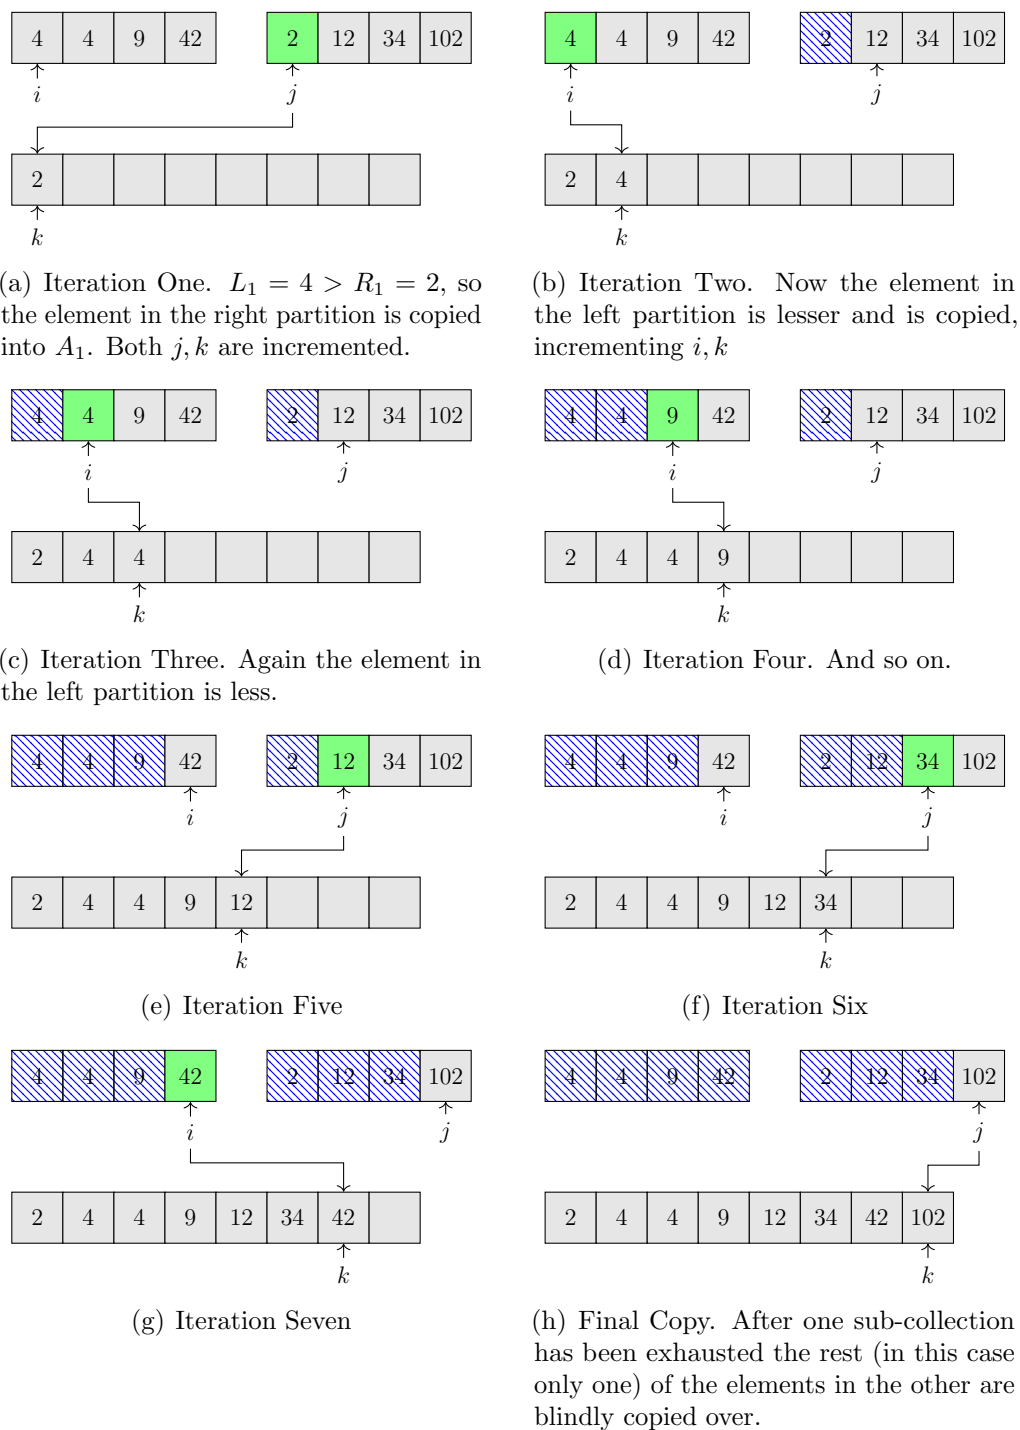 4 4 9 42 2 12 34 102
i j
2
k
(a) Iteration One. L1 = 4 > R1 = 2, so
the element in the right partition is copied
into A1. Both j, k are incremented.
4 4 9 42 2 12 34 102
i j
2 4
k
(b) Iteration Two. Now the element in
the left partition is lesser and is copied,
incrementing i, k
4 4 9 42 2 12 34 102
i j
2 4 4
k
(c) Iteration Three. Again the element in
the left partition is less.
4 4 9 42 2 12 34 102
i j
2 4 4 9
k
(d) Iteration Four. And so on.
4 4 9 42 2 12 34 102
i j
2 4 4 9 12
k
(e) Iteration Five
4 4 9 42 2 12 34 102
i j
2 4 4 9 12 34
k
(f) Iteration Six
4 4 9 42 2 12 34 102
i j
2 4 4 9 12 34 42
k
(g) Iteration Seven
4 4 9 42 2 12 34 102
j
2 4 4 9 12 34 42 102
k
(h) Final Copy. After one sub-collection
has been exhausted the rest (in this case
only one) of the elements in the other are
blindly copied over.